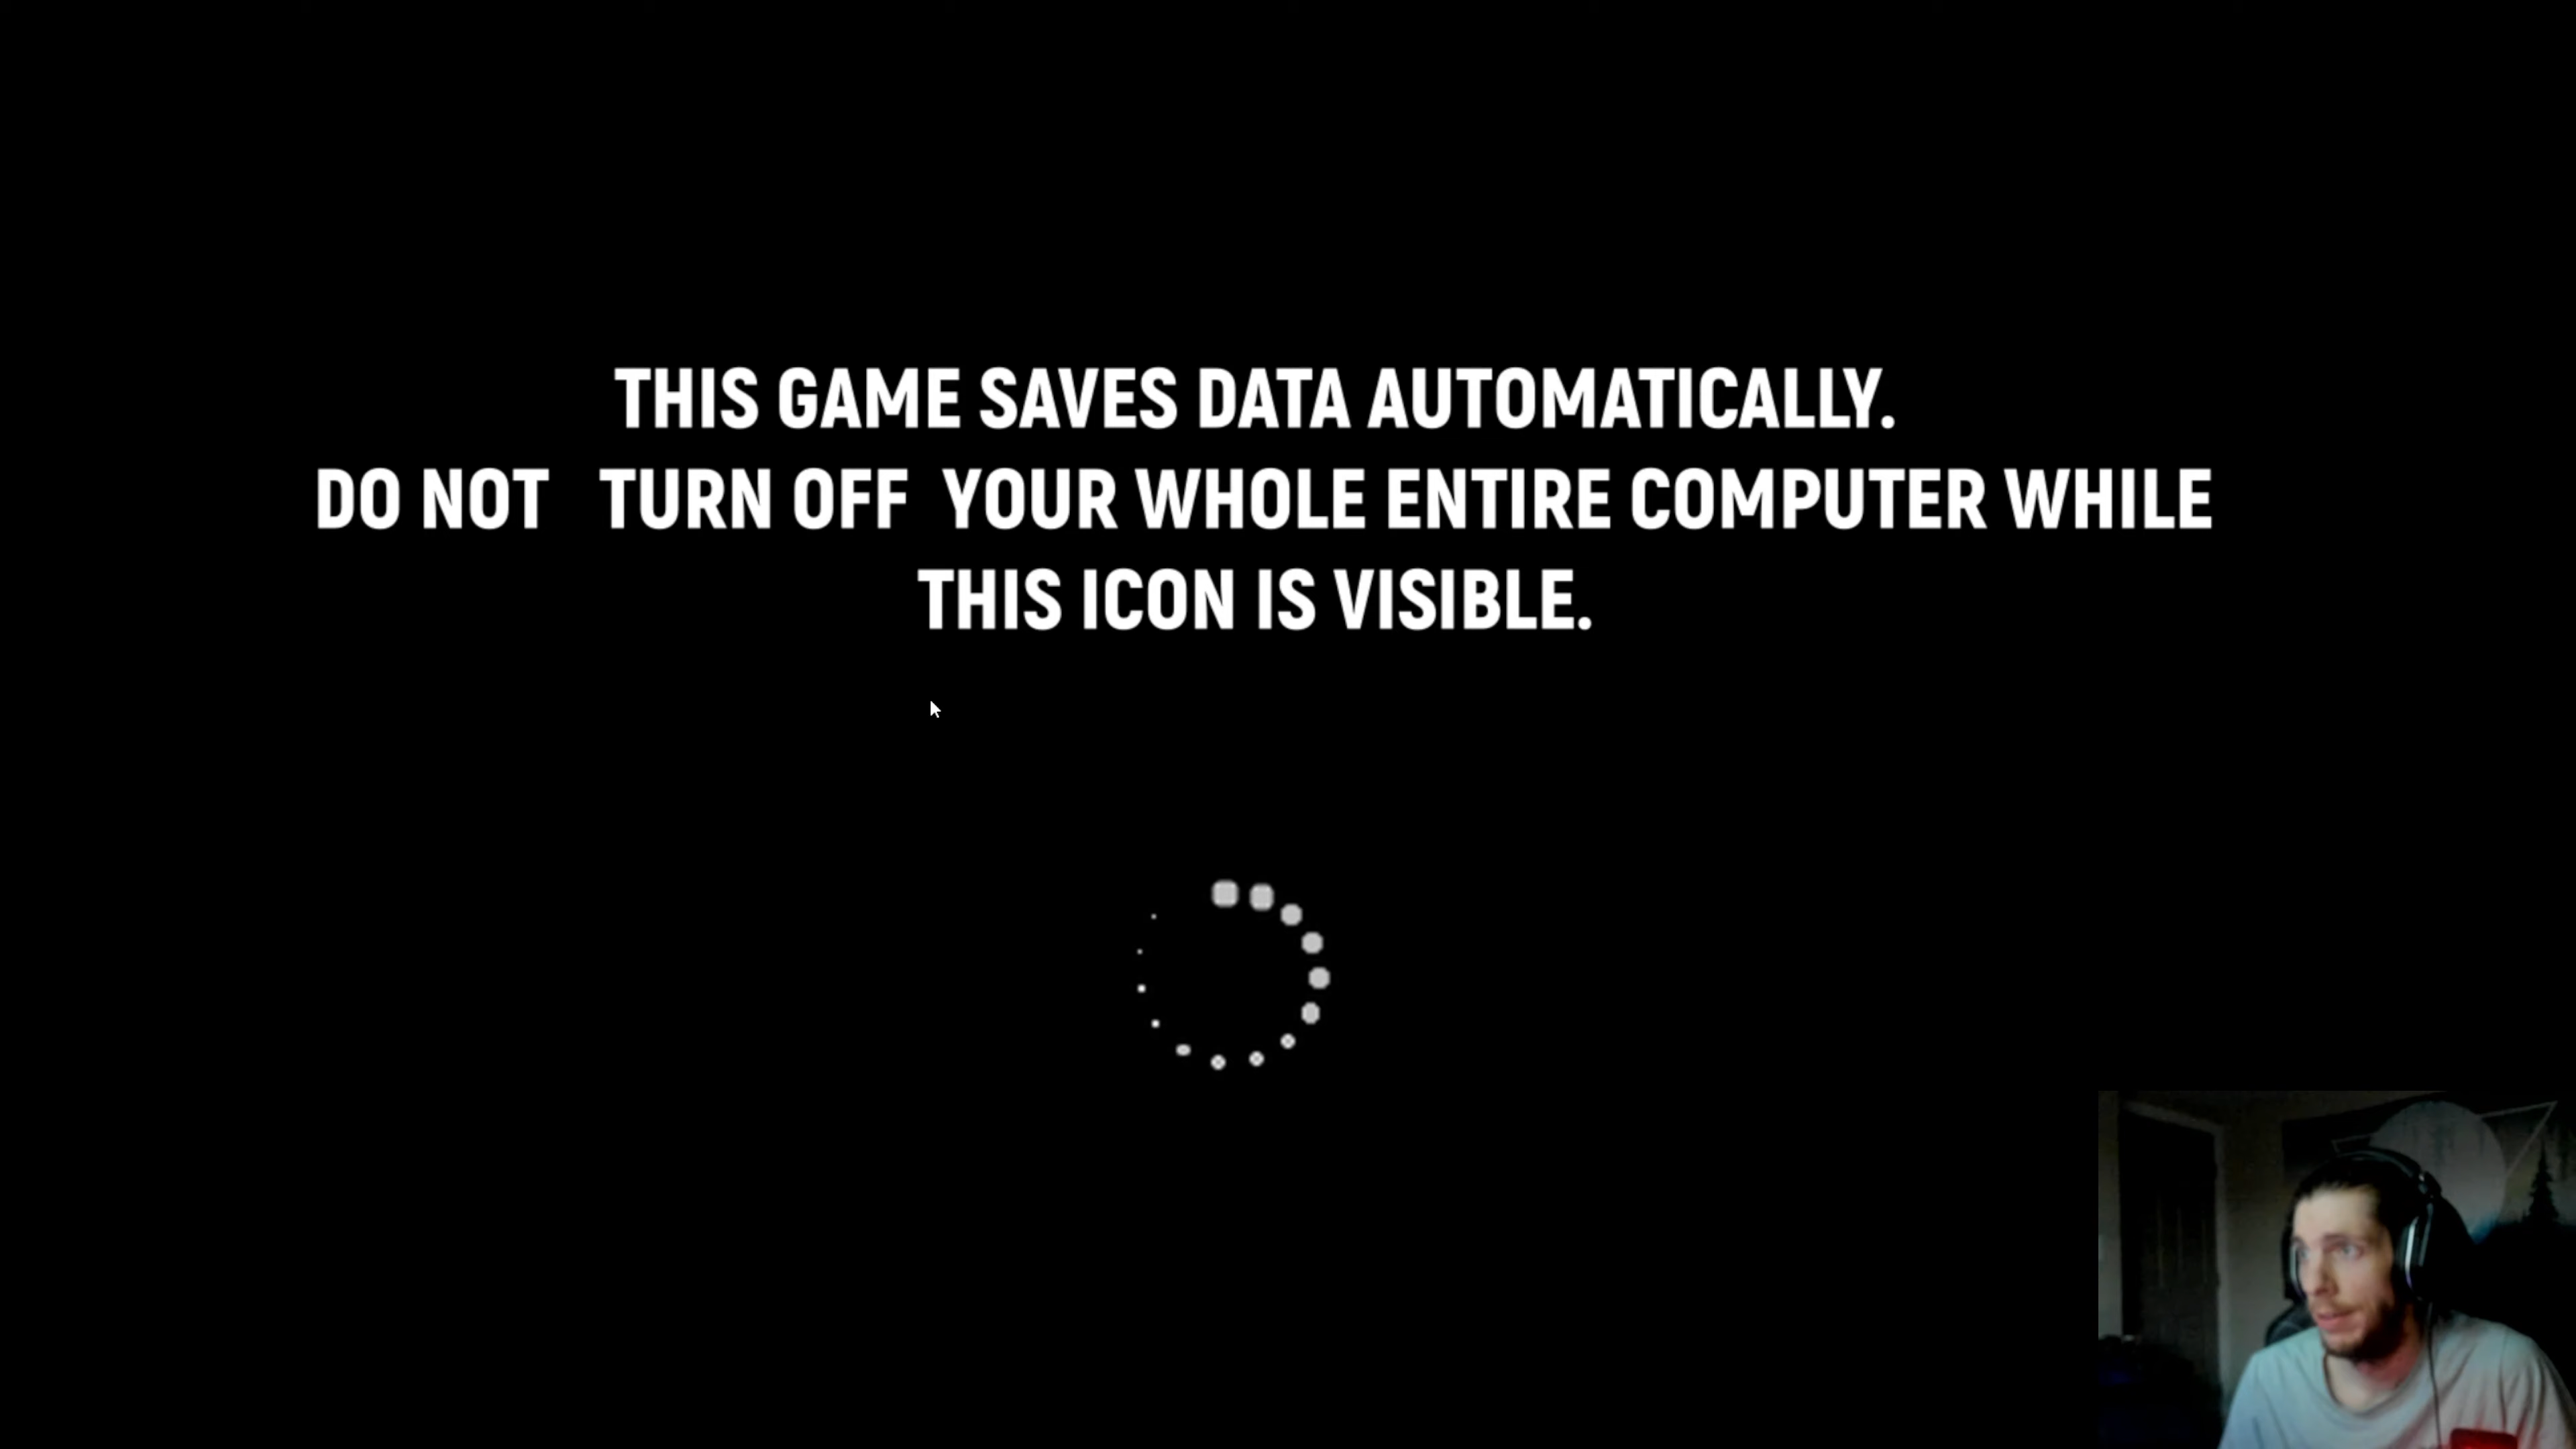 THIS GAME SAVES DATA AUTOMATICALLY.
DO NOT TURN OFF YOUR WHOLE ENTIRE COMPUTER WHILE
THIS ICON IS VISIBLE.